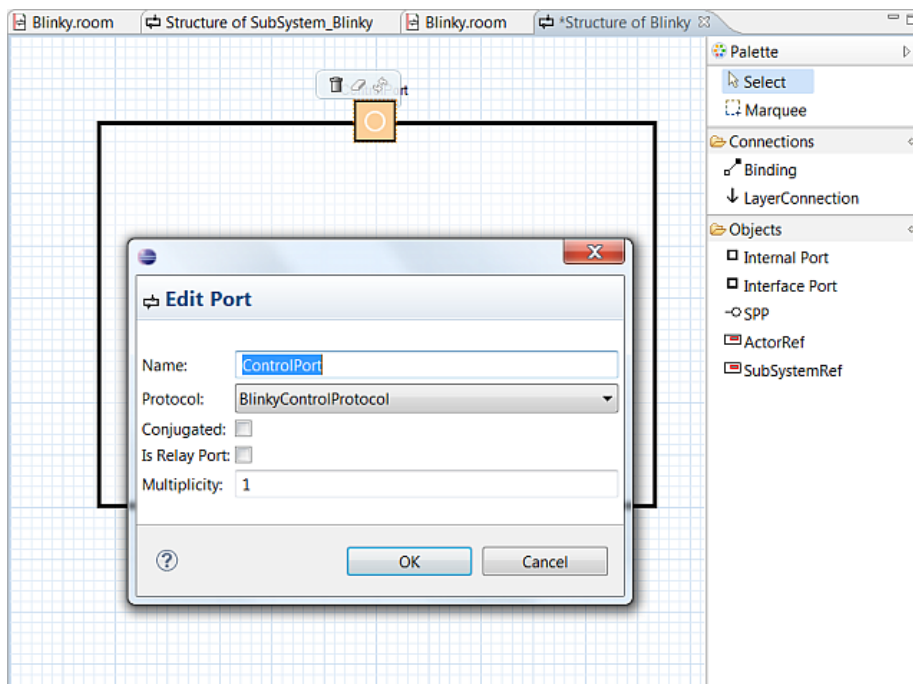 Blinky.room
Structure of SubSystem_Blinky
Blinky.room
*Structure of Blinky
Palette
Select
Marquee
Connections
Binding
LayerConnection
Objects
Internal Port
Interface Port
SPP
ActorRef
SubSystemRef
Edit Port
Name: ControlPort
Protocol: BlinkyControlProtocol
Conjugated:
Is Relay Port:
Multiplicity: 1
OK Cancel